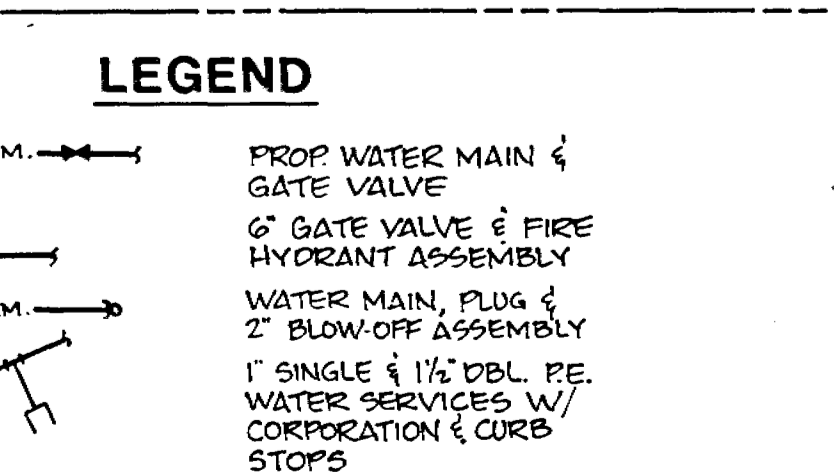 LEGEND
M. PROP. WATER MAIN &
GATE VALVE
6" GATE VALVE & FIRE
HYDRANT ASSEMBLY
M. WATER MAIN, PLUG &
2" BLOW-OFF ASSEMBLY
1" SINGLE & 1½" DBL. P.E.
WATER SERVICES W/
CORPORATION & CURB
STOPS